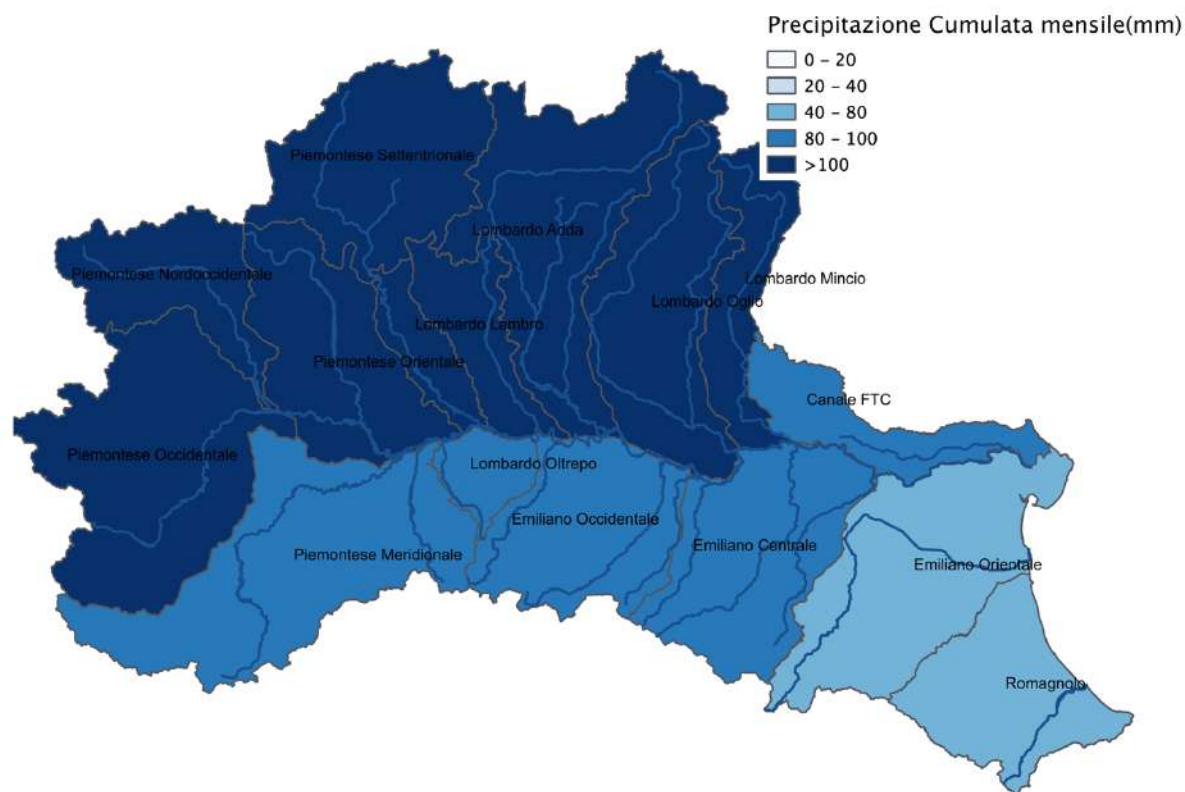 Precipitazione Cumulata mensile(mm)
0 – 20
20 – 40
40 – 80
80 – 100
>100
Piemontese Settentrionale
Lombardo Adda
Piemontese Nordoccidentale
Lombardo Mincio
Lombardo Oglio
Lombardo Lambro
Piemontese Orientale
Canale FTC
Piemontese Occidentale
Lombardo Oltrepo
Emiliano Occidentale
Emiliano Centrale
Piemontese Meridionale
Emiliano Orientale
Romagnolo